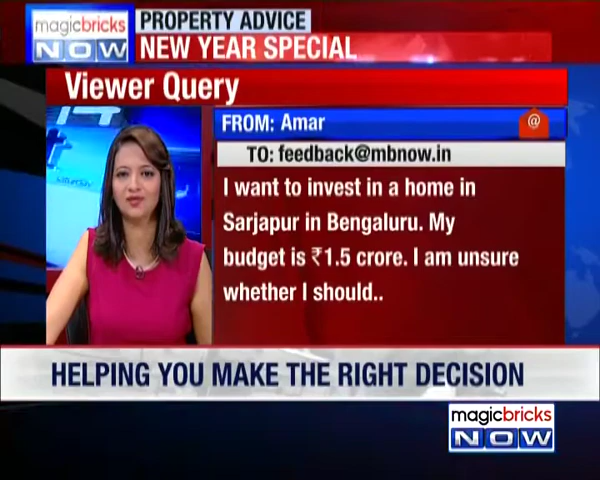 magicbricks
NOW
PROPERTY ADVICE
NEW YEAR SPECIAL
Viewer Query
FROM: Amar
@
TO: feedback@mbnow.in
I want to invest in a home in
Sarjapur in Bengaluru. My
budget is ₹1.5 crore. I am unsure
whether I should..
HELPING YOU MAKE THE RIGHT DECISION
magicbricks
NOW